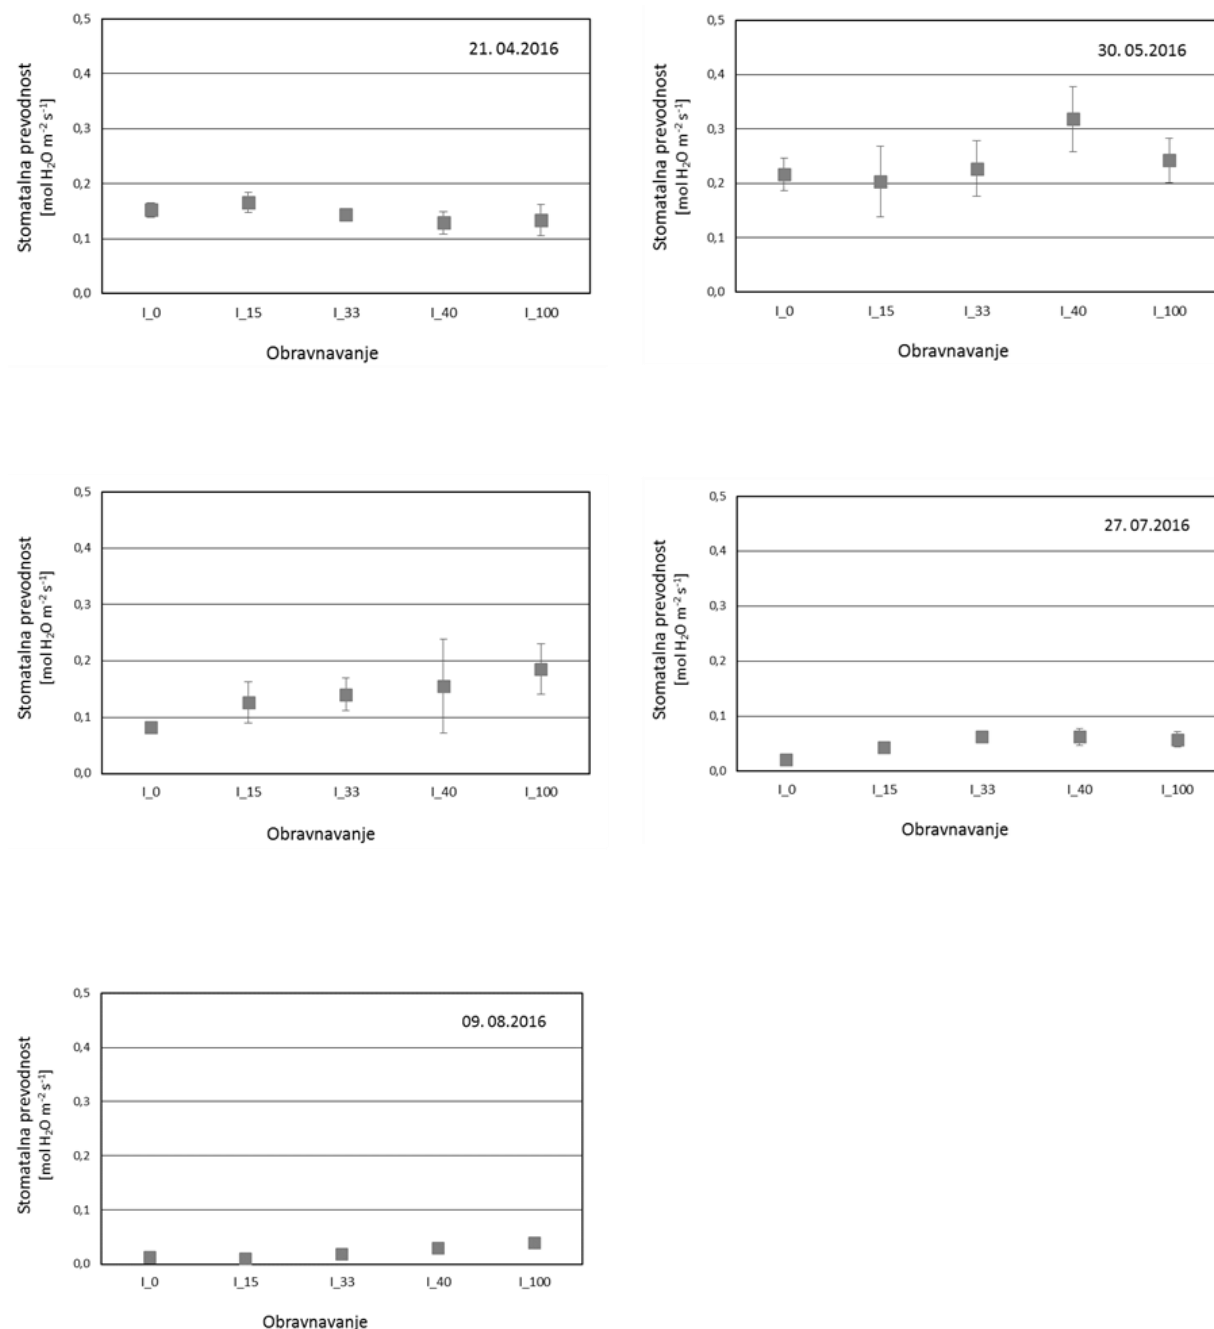 Stomatalna prevodnost
[mol H₂O m⁻² s⁻¹]
0,5
0,4
0,3
0,2
0,1
0,0
21. 04.2016
I_0 I_15 I_33 I_40 I_100
Obravnavanje
Stomatalna prevodnost
[mol H₂O m⁻² s⁻¹]
0,5
0,4
0,3
0,2
0,1
0,0
30. 05.2016
I_0 I_15 I_33 I_40 I_100
Obravnavanje
Stomatalna prevodnost
[mol H₂O m⁻² s⁻¹]
0,5
0,4
0,3
0,2
0,1
0,0
I_0 I_15 I_33 I_40 I_100
Obravnavanje
Stomatalna prevodnost
[mol H₂O m⁻² s⁻¹]
0,5
0,4
0,3
0,2
0,1
0,0
27. 07.2016
I_0 I_15 I_33 I_40 I_100
Obravnavanje
Stomatalna prevodnost
[mol H₂O m⁻² s⁻¹]
0,5
0,4
0,3
0,2
0,1
0,0
09. 08.2016
I_0 I_15 I_33 I_40 I_100
Obravnavanje